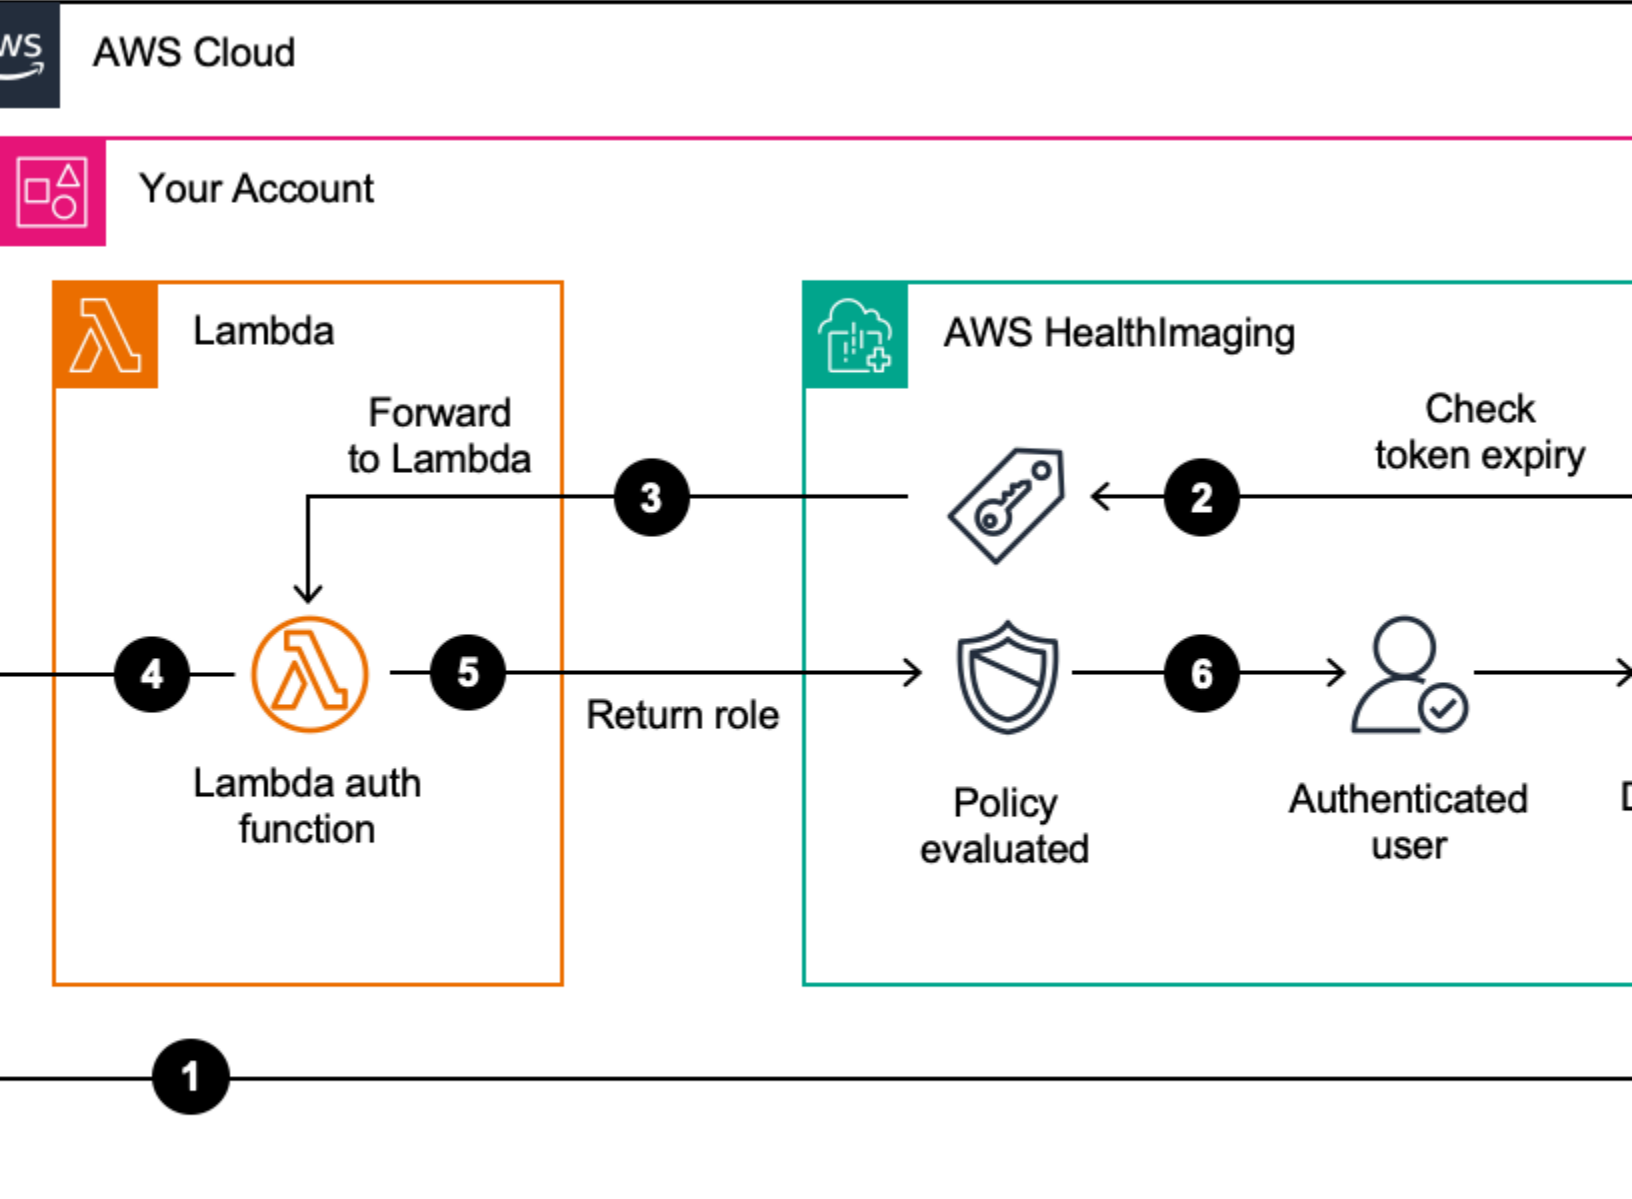 ws
AWS Cloud
Your Account
Lambda
AWS HealthImaging
Forward
to Lambda
Check
token expiry
3
2
4
5
6
Return role
Lambda auth
function
Policy
evaluated
Authenticated
user
1